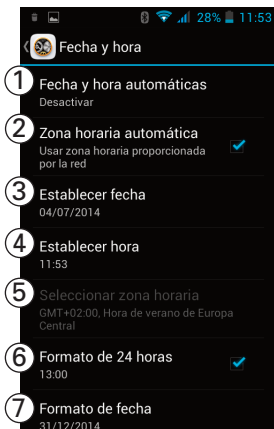 28% 11:53
Fecha y hora
1 Fecha y hora automáticas
Desactivar
2 Zona horaria automática
Usar zona horaria proporcionada
por la red
3 Establecer fecha
04/07/2014
4 Establecer hora
11:53
5 Seleccionar zona horaria
GMT+02:00, Hora de verano de Europa
Central
6 Formato de 24 horas
13:00
7 Formato de fecha
31/12/2014